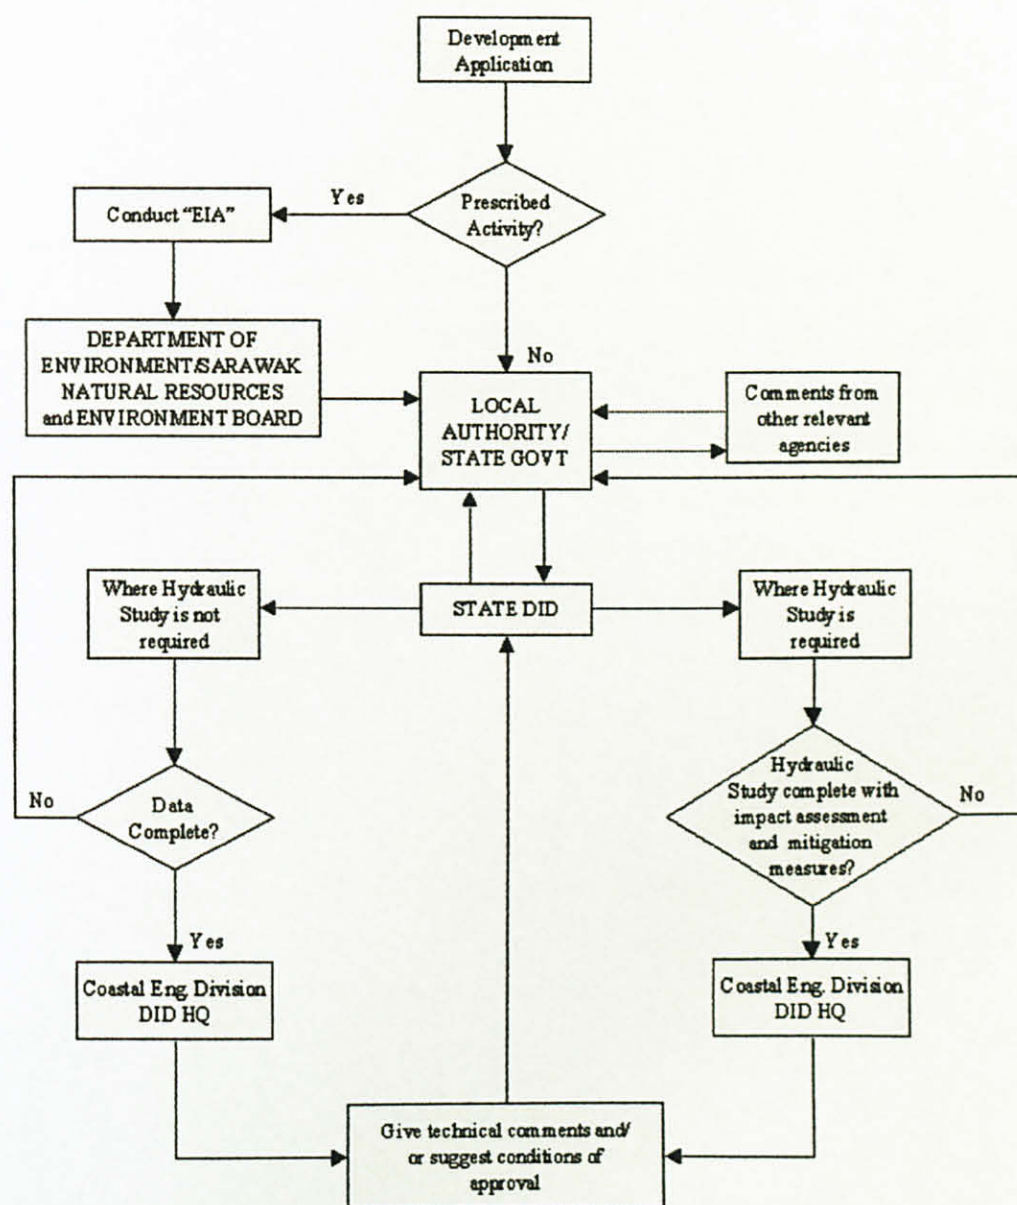 Development
Application
Prescribed
Activity?
Yes
Conduct “EIA”
No
DEPARTMENT OF
ENVIRONMENT/SARAWAK
NATURAL RESOURCES
and ENVIRONMENT BOARD
LOCAL
AUTHORITY/
STATE GOVT
Comments from
other relevant
agencies
Where Hydraulic
Study is not
required
STATE DID
Where Hydraulic
Study is
required
No
Data
Complete?
Hydraulic
Study complete with
impact assessment
and mitigation
measures?
No
Yes
Yes
Coastal Eng. Division
DID HQ
Coastal Eng. Division
DID HQ
Give technical comments and/
or suggest conditions of
approval